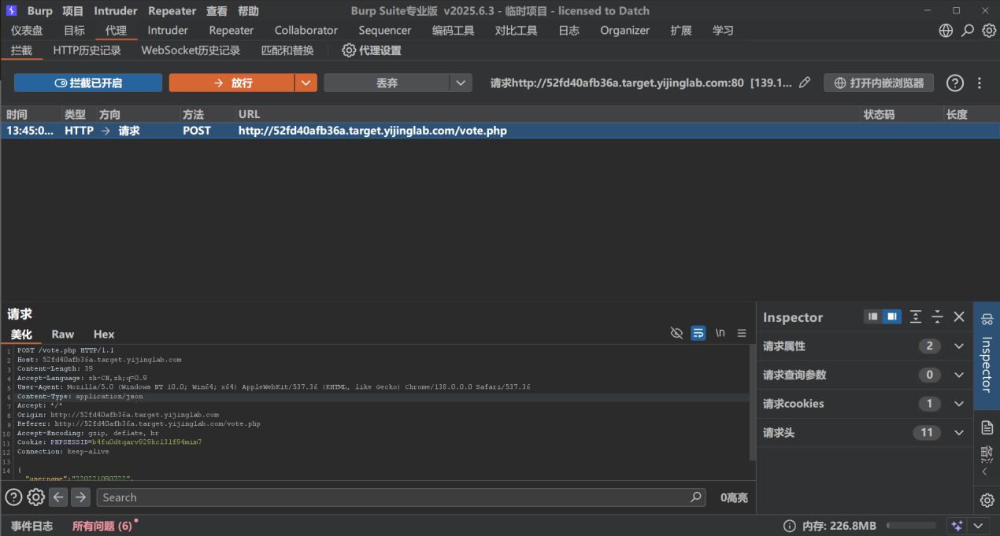 Burp 项目 Intruder Repeater 查看 帮助 Burp Suite专业版 v2025.6.3 - 临时项目 - licensed to Datch
仪表盘 目标 代理 Intruder Repeater Collaborator Sequencer 编码工具 对比工具 日志 Organizer 扩展 学习
拦截 HTTP历史记录 WebSocket历史记录 匹配和替换 代理设置
拦截已开启 放行 丢弃 请求http://52fd40afb36a.target.yijinglab.com:80 [139.1... 打开内嵌浏览器
时间 类型 方向 方法 URL 状态码 长度
13:45:0... HTTP → 请求 POST http://52fd40afb36a.target.yijinglab.com/vote.php
请求
美化 Raw Hex \n
1 POST /vote.php HTTP/1.1
2 Host: 52fd40afb36a.target.yijinglab.com
3 Content-Length: 39
4 Accept-Language: zh-CN,zh;q=0.9
5 User-Agent: Mozilla/5.0 (Windows NT 10.0; Win64; x64) AppleWebKit/537.36 (KHTML, like Gecko) Chrome/138.0.0.0 Safari/537.36
6 Content-Type: application/json
7 Accept: */*
8 Origin: http://52fd40afb36a.target.yijinglab.com
9 Referer: http://52fd40afb36a.target.yijinglab.com/vote.php
10 Accept-Encoding: gzip, deflate, br
11 Cookie: PHPSESSID=b4fu0dtqarv929kcl3lf94mim7
12 Connection: keep-alive
13
14 {
"username":"220221090722",
Search 0高亮
Inspector
请求属性 2
请求查询参数 0
请求cookies 1
请求头 11
Inspector
备注
事件日志 所有问题 (6) 内存: 226.8MB